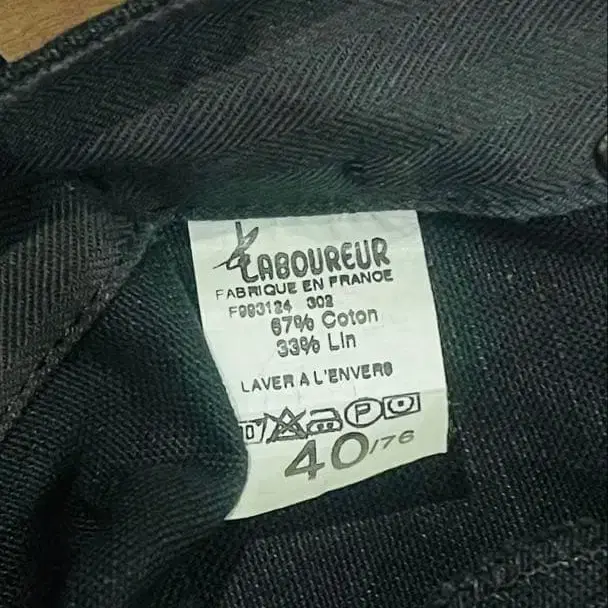 LABOUREUR
FABRIQUE EN FRANCE
F993124 302
67% Coton
33% Lin
LAVER A L'ENVERS
P
40/76